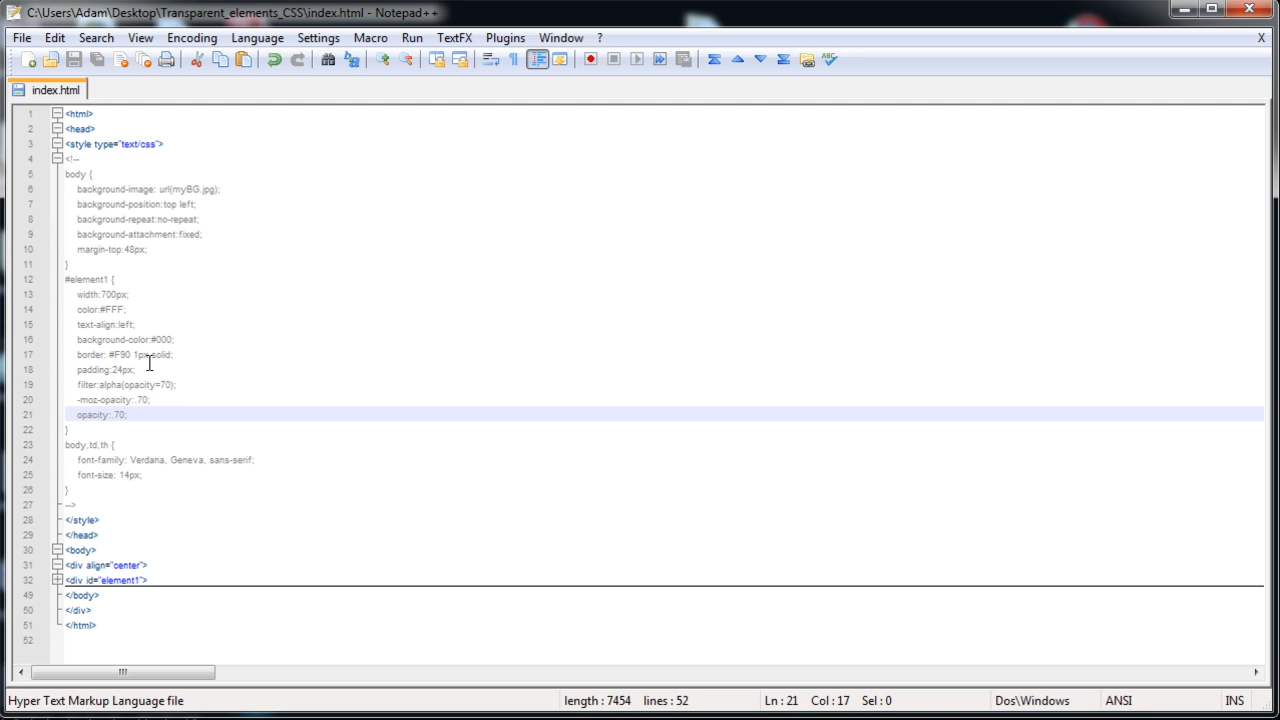 C:\Users\Adam\Desktop\Transparent_elements_CSS\index.html - Notepad++
File Edit Search View Encoding Language Settings Macro Run TextFX Plugins Window ? X
index.html
1 <html>
2 <head>
3 <style type="text/css">
4 <!--
5 body {
6 background-image: url(myBG.jpg);
7 background-position:top left;
8 background-repeat:no-repeat;
9 background-attachment:fixed;
10 margin-top:48px;
11 }
12 #element1 {
13 width:700px;
14 color:#FFF;
15 text-align:left;
16 background-color:#000;
17 border: #F90 1px solid;
18 padding:24px;
19 filter:alpha(opacity=70);
20 -moz-opacity:.70;
21 opacity:.70;
22 }
23 body,td,th {
24 font-family: Verdana, Geneva, sans-serif;
25 font-size: 14px;
26 }
27 -->
28 </style>
29 </head>
30 <body>
31 <div align="center">
32 <div id="element1">
49 </body>
50 </div>
51 </html>
52
Hyper Text Markup Language file length : 7454 lines : 52 Ln : 21 Col : 17 Sel : 0 Dos\Windows ANSI INS